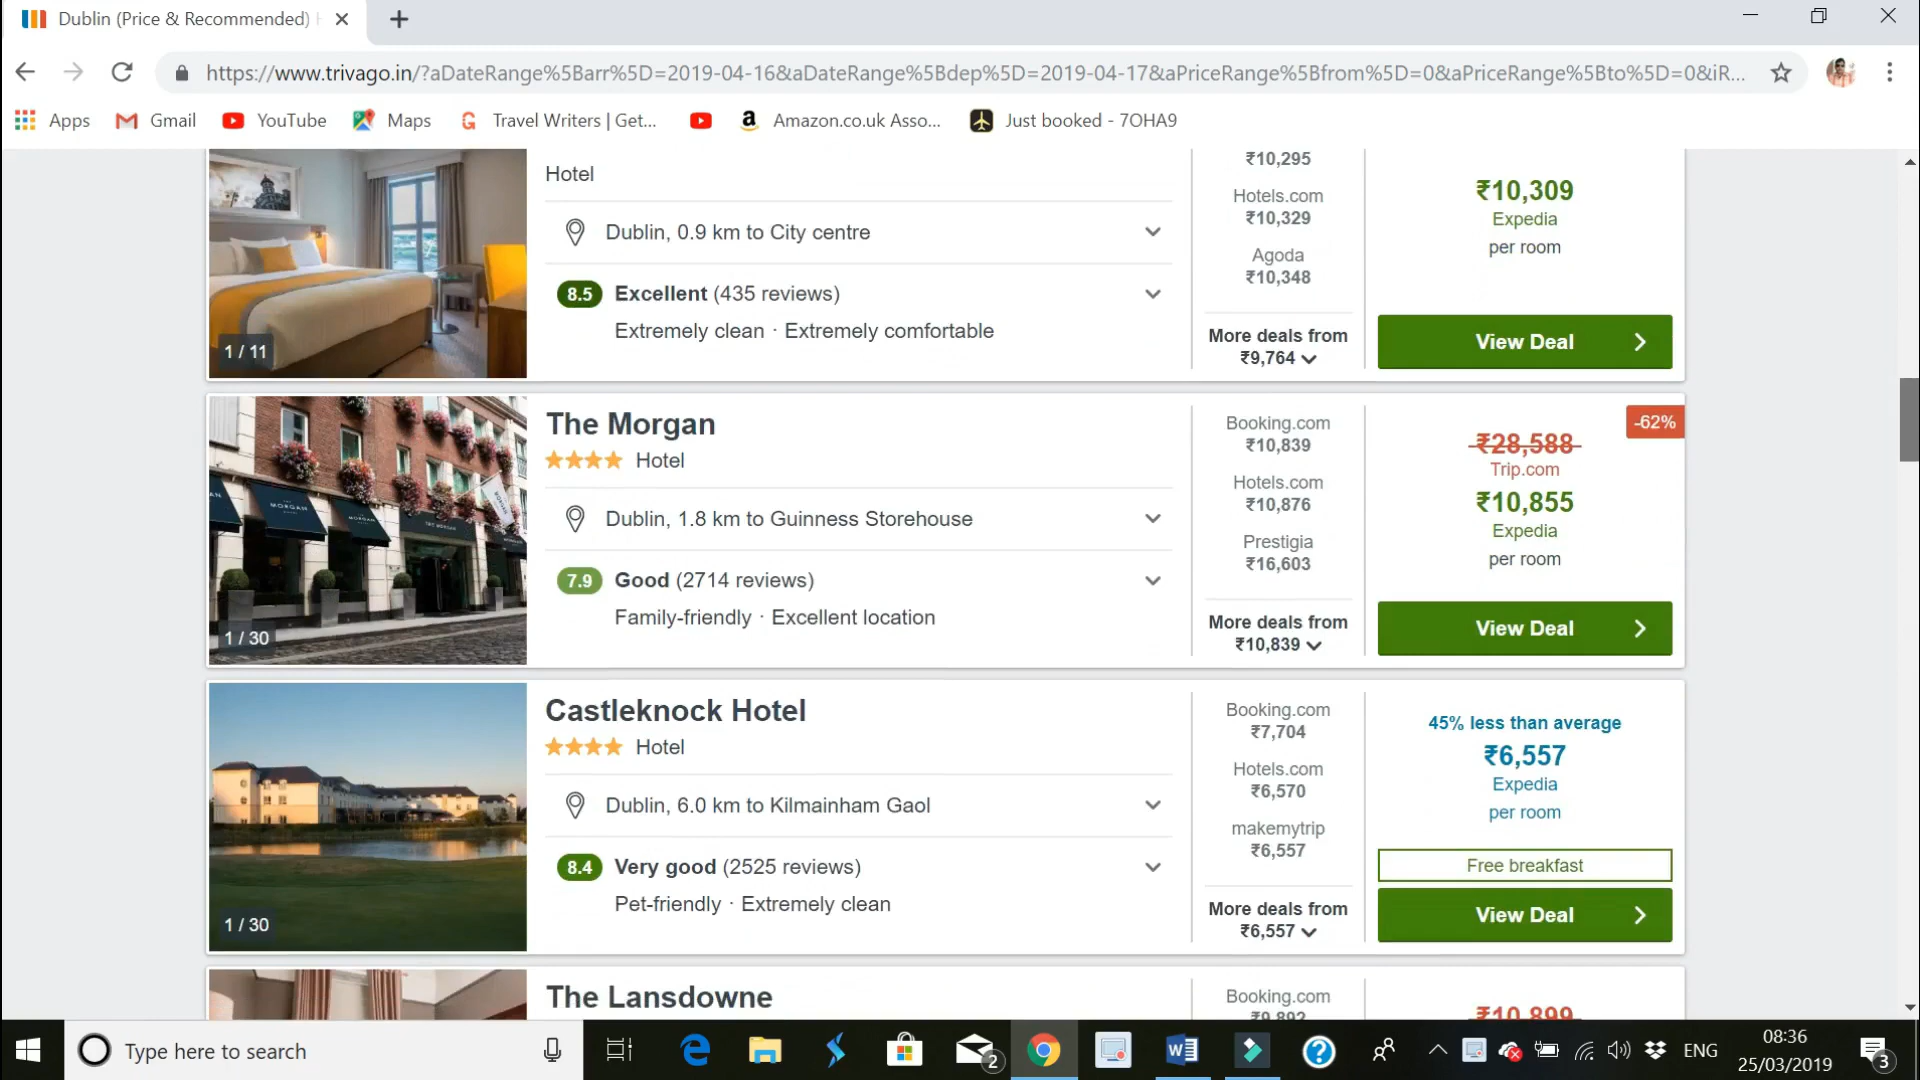 Dublin (Price & Recommended)
https://www.trivago.in/?aDateRange%5Barr%5D=2019-04-16&aDateRange%5Bdep%5D=2019-04-17&aPriceRange%5Bfrom%5D=0&aPriceRange%5Bto%5D=0&iR...
Apps Gmail YouTube Maps Travel Writers | Get... Amazon.co.uk Asso... Just booked - 7OHA9
Hotel
Dublin, 0.9 km to City centre
8.5 Excellent (435 reviews)
Extremely clean · Extremely comfortable
1 / 11
₹10,295
Hotels.com
₹10,329
Agoda
₹10,348
More deals from
₹9,764
₹10,309
Expedia
per room
View Deal
The Morgan
Hotel
Dublin, 1.8 km to Guinness Storehouse
7.9 Good (2714 reviews)
Family-friendly · Excellent location
MORGAN
THE MORGAN
1 / 30
Booking.com
₹10,839
Hotels.com
₹10,876
Prestigia
₹16,603
More deals from
₹10,839
-62%
₹28,588
Trip.com
₹10,855
Expedia
per room
View Deal
Castleknock Hotel
Hotel
Dublin, 6.0 km to Kilmainham Gaol
8.4 Very good (2525 reviews)
Pet-friendly · Extremely clean
1 / 30
Booking.com
₹7,704
Hotels.com
₹6,570
makemytrip
₹6,557
More deals from
₹6,557
45% less than average
₹6,557
Expedia
per room
Free breakfast
View Deal
The Lansdowne
Booking.com
₹9,892
₹10,899
Type here to search
2
ENG
08:36
25/03/2019
3